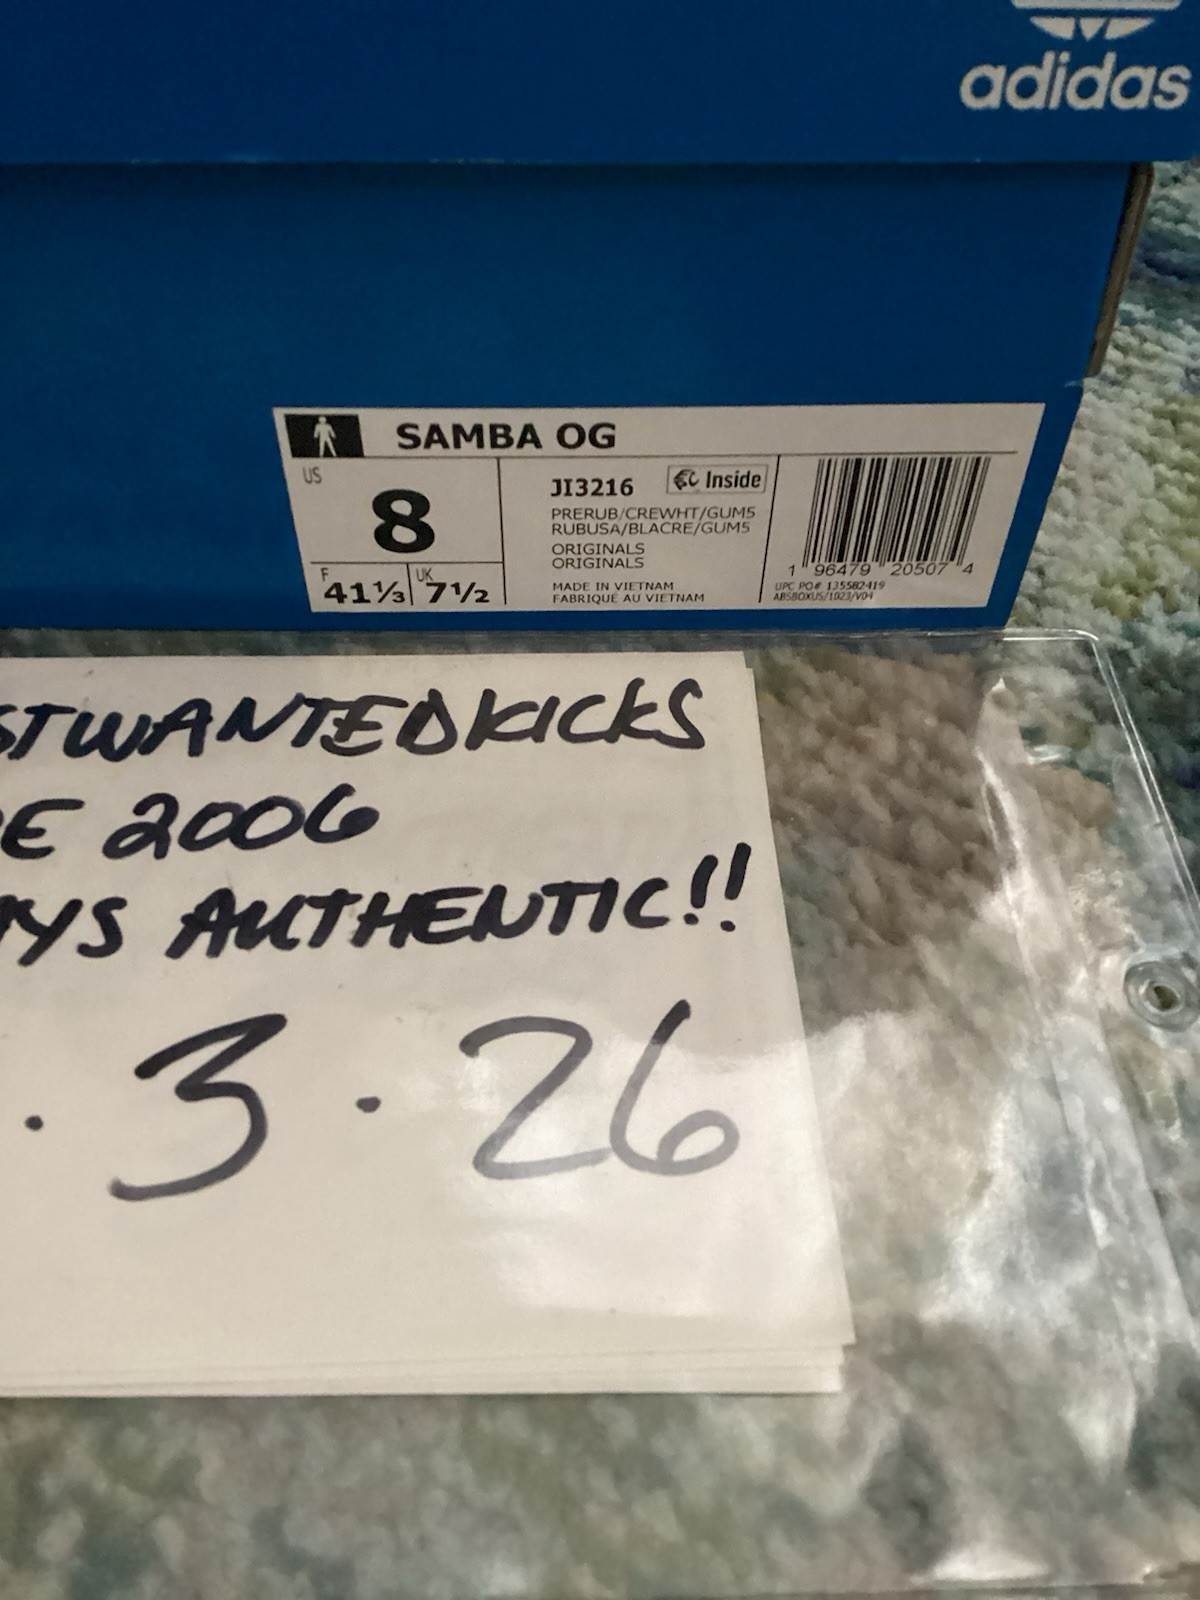 adidas
SAMBA OG
US
8
F
41⅓
UK
7½
JI3216
Inside
PRERUB/CREWHT/GUM5
RUBUSA/BLACRE/GUM5
ORIGINALS
ORIGINALS
MADE IN VIETNAM
FABRIQUÉ AU VIETNAM
1 96479 20507 4
UPC PO# 135582419
ABSBOXUS/1023/V04
STWANTEDKICKS
E 2006
AYS AUTHENTIC!!
. 3 . 26